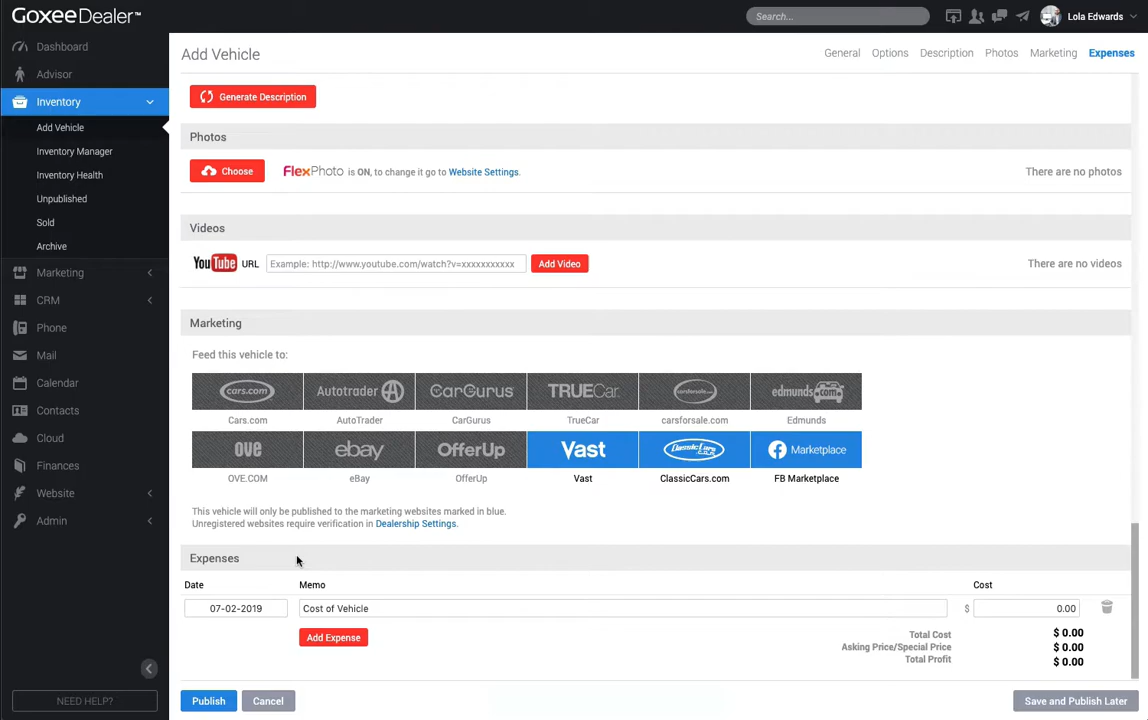 GoxeeDealer™
Search...
Lola Edwards
Dashboard
Advisor
Inventory
Add Vehicle
Inventory Manager
Inventory Health
Unpublished
Sold
Archive
Marketing
CRM
Phone
Mail
Calendar
Contacts
Cloud
Finances
Website
Admin
NEED HELP?
Add Vehicle
General Options Description Photos Marketing Expenses
Generate Description
Photos
Choose
FlexPhoto is ON, to change it go to Website Settings.
There are no photos
Videos
YouTube URL Example: http://www.youtube.com/watch?v=xxxxxxxxxxx Add Video
There are no videos
Marketing
Feed this vehicle to:
cars.com Autotrader CarGurus TRUECar carsforsale.com edmunds.com
Cars.com AutoTrader CarGurus TrueCar carsforsale.com Edmunds
OVE ebay OfferUp Vast ClassicCars.com Marketplace
OVE.COM eBay OfferUp Vast ClassicCars.com FB Marketplace
This vehicle will only be published to the marketing websites marked in blue.
Unregistered websites require verification in Dealership Settings.
Expenses
Date Memo Cost
07-02-2019 Cost of Vehicle $ 0.00
Add Expense
Total Cost $ 0.00
Asking Price/Special Price $ 0.00
Total Profit $ 0.00
Publish Cancel Save and Publish Later